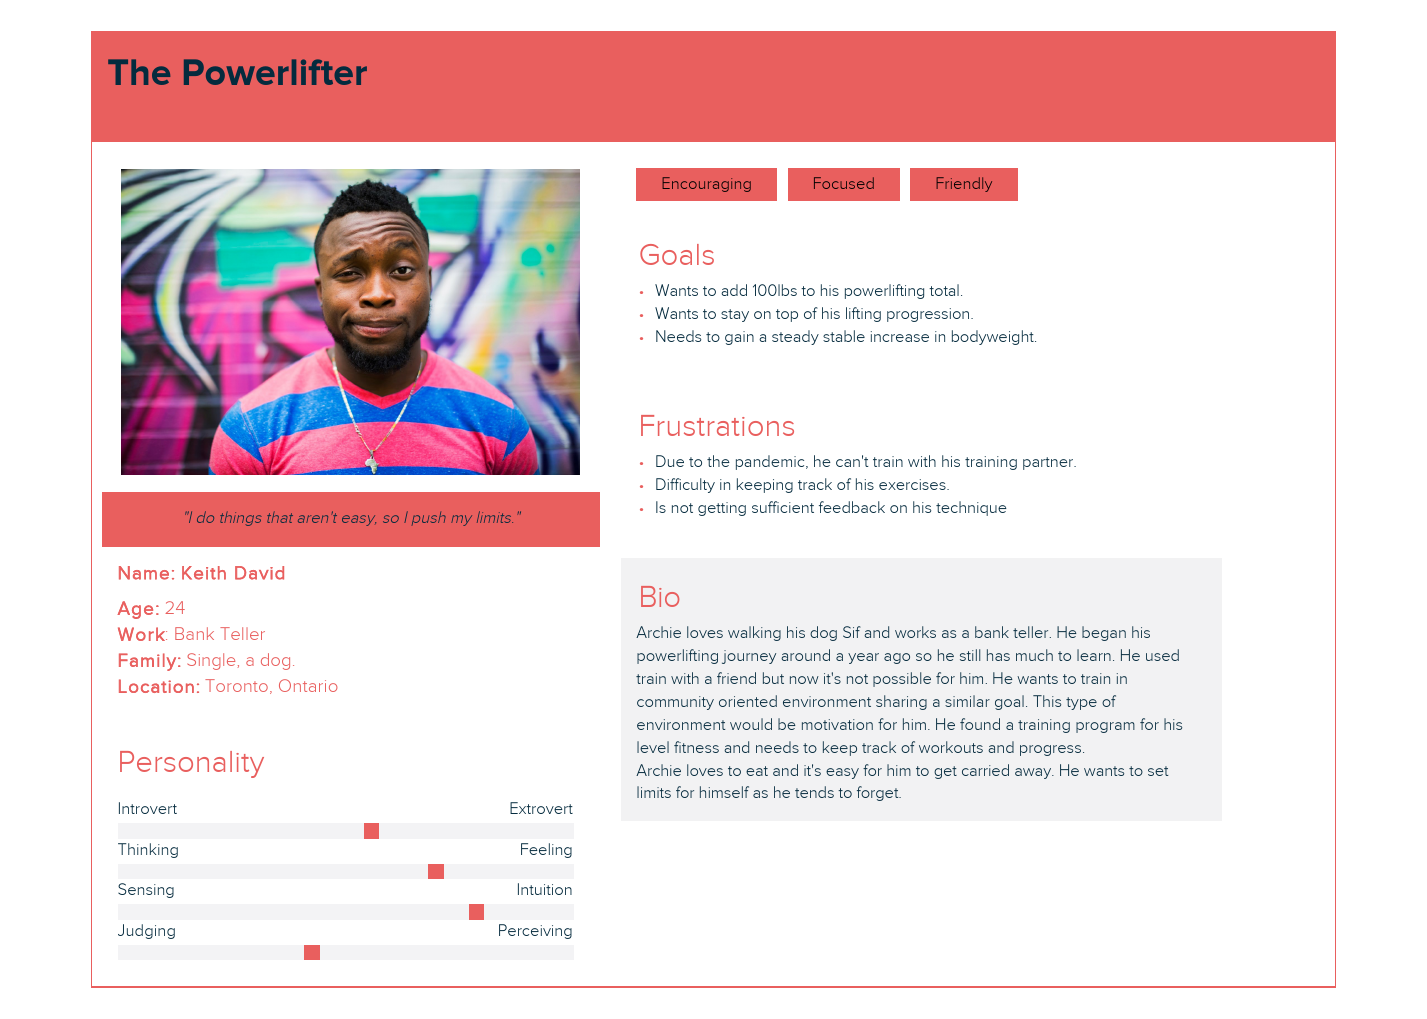 The Powerlifter
"I do things that aren't easy, so I push my limits."
Name: Keith David
Age: 24
Work: Bank Teller
Family: Single, a dog.
Location: Toronto, Ontario
Personality
Introvert Extrovert
Thinking Feeling
Sensing Intuition
Judging Perceiving
Encouraging Focused Friendly
Goals
• Wants to add 100lbs to his powerlifting total.
• Wants to stay on top of his lifting progression.
• Needs to gain a steady stable increase in bodyweight.
Frustrations
• Due to the pandemic, he can't train with his training partner.
• Difficulty in keeping track of his exercises.
• Is not getting sufficient feedback on his technique
Bio
Archie loves walking his dog Sif and works as a bank teller. He began his
powerlifting journey around a year ago so he still has much to learn. He used
train with a friend but now it's not possible for him. He wants to train in
community oriented environment sharing a similar goal. This type of
environment would be motivation for him. He found a training program for his
level fitness and needs to keep track of workouts and progress.
Archie loves to eat and it's easy for him to get carried away. He wants to set
limits for himself as he tends to forget.